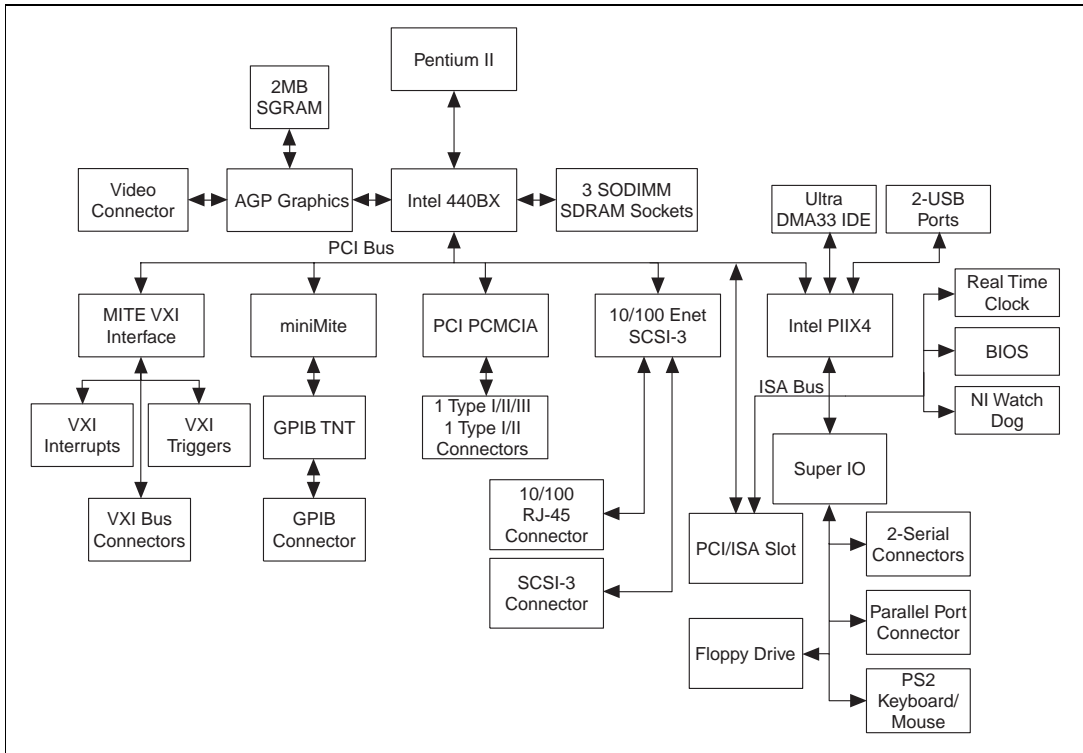 Pentium II
2MB
SGRAM
Video
Connector
AGP Graphics
Intel 440BX
3 SODIMM
SDRAM Sockets
Ultra
DMA33 IDE
2-USB
Ports
PCI Bus
MITE VXI
Interface
miniMite
PCI PCMCIA
10/100 Enet
SCSI-3
Intel PIIX4
Real Time
Clock
BIOS
NI Watch
Dog
ISA Bus
VXI
Interrupts
VXI
Triggers
GPIB TNT
1 Type I/II/III
1 Type I/II
Connectors
Super IO
VXI Bus
Connectors
GPIB
Connector
10/100
RJ-45
Connector
PCI/ISA Slot
2-Serial
Connectors
SCSI-3
Connector
Parallel Port
Connector
Floppy Drive
PS2
Keyboard/
Mouse